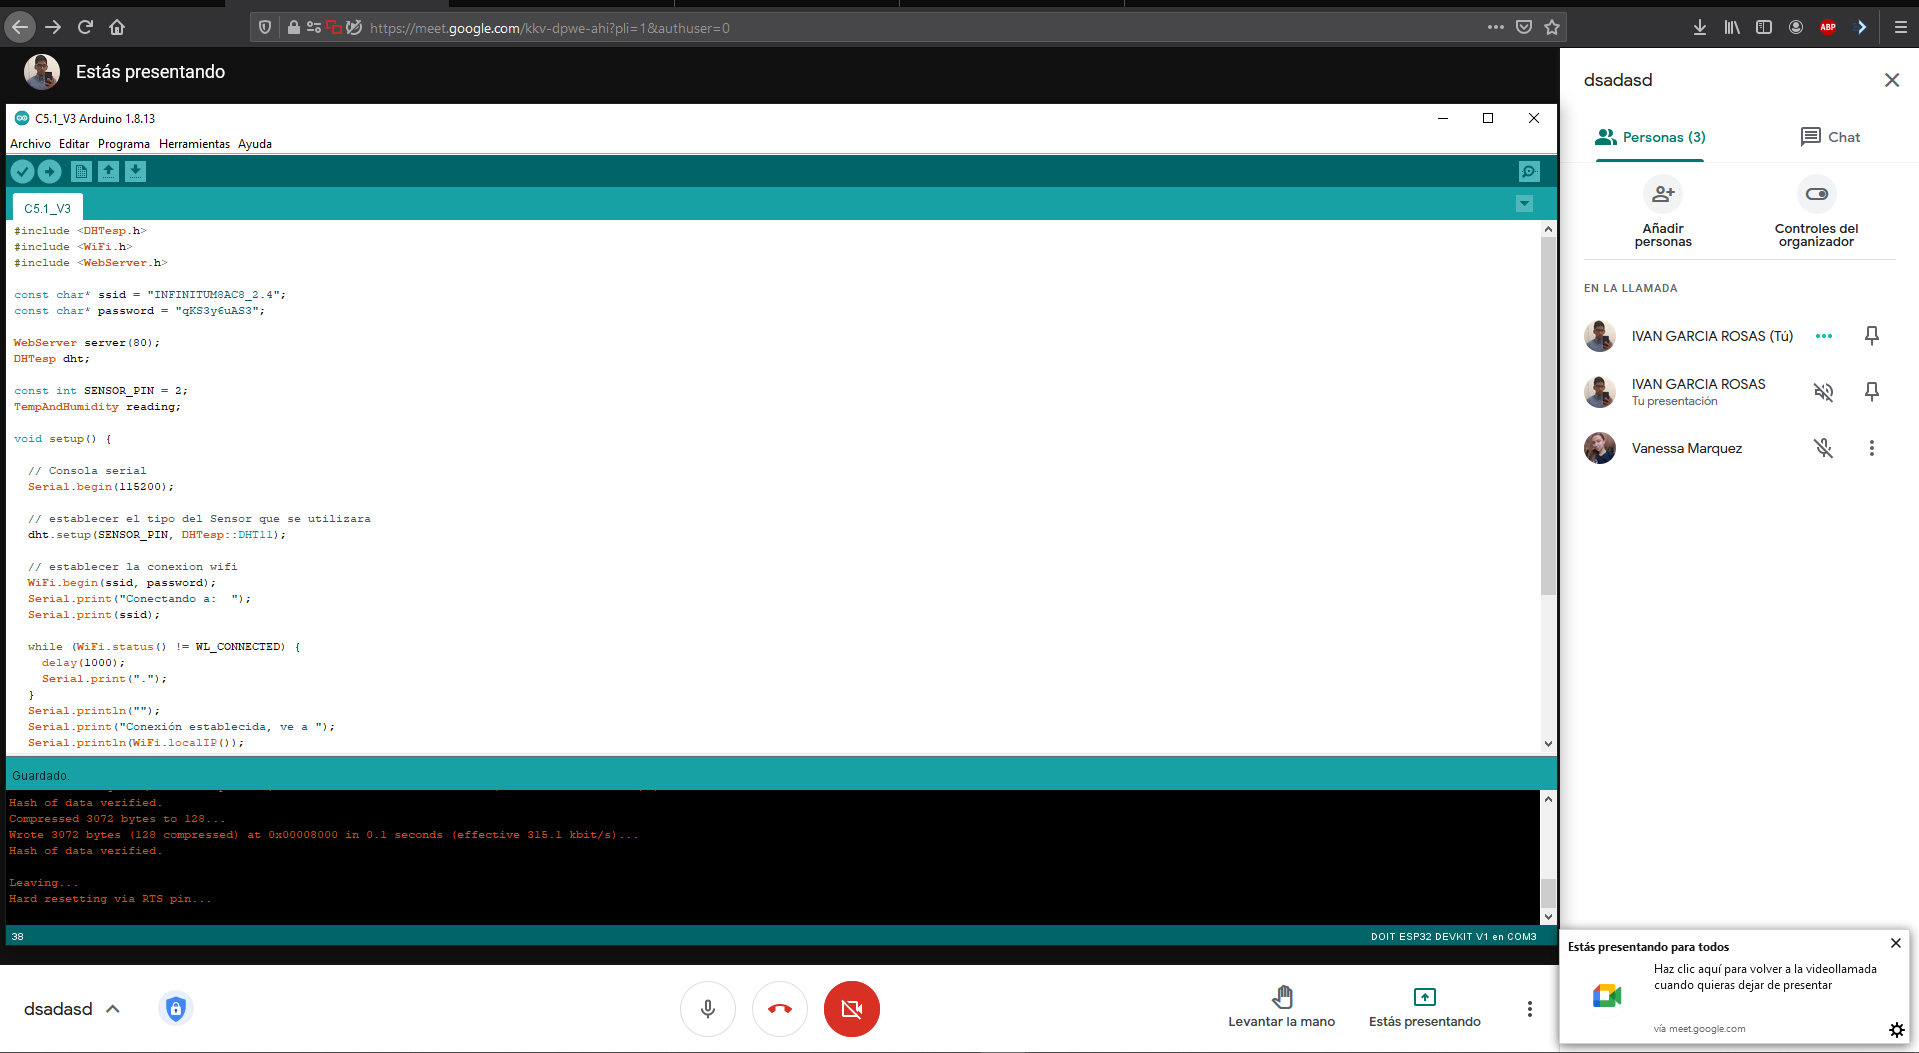 https://meet.google.com/kkv-dpwe-ahi?pli=1&authuser=0
ABP
Estás presentando
C5.1_V3 Arduino 1.8.13
Archivo Editar Programa Herramientas Ayuda
C5.1_V3
#include <DHTesp.h>
#include <WiFi.h>
#include <WebServer.h>
const char* ssid = "INFINITUM8AC8_2.4";
const char* password = "qKS3y6uAS3";
WebServer server(80);
DHTesp dht;
const int SENSOR_PIN = 2;
TempAndHumidity reading;
void setup() {
// Consola serial
Serial.begin(115200);
// establecer el tipo del Sensor que se utilizara
dht.setup(SENSOR_PIN, DHTesp::DHT11);
// establecer la conexion wifi
WiFi.begin(ssid, password);
Serial.print("Conectando a:  ");
Serial.print(ssid);
while (WiFi.status() != WL_CONNECTED) {
delay(1000);
Serial.print(".");
}
Serial.println("");
Serial.print("Conexión establecida, ve a ");
Serial.println(WiFi.localIP());
Guardado.
Hash of data verified.
Compressed 3072 bytes to 128...
Wrote 3072 bytes (128 compressed) at 0x00008000 in 0.1 seconds (effective 315.1 kbit/s)...
Hash of data verified.
Leaving...
Hard resetting via RTS pin...
38
DOIT ESP32 DEVKIT V1 en COM3
dsadasd
Levantar la mano
Estás presentando
dsadasd
Personas (3)
Chat
Añadir
personas
Controles del
organizador
EN LA LLAMADA
IVAN GARCIA ROSAS (Tú)
IVAN GARCIA ROSAS
Tu presentación
Vanessa Marquez
Estás presentando para todos
Haz clic aquí para volver a la videollamada
cuando quieras dejar de presentar
vía meet.google.com